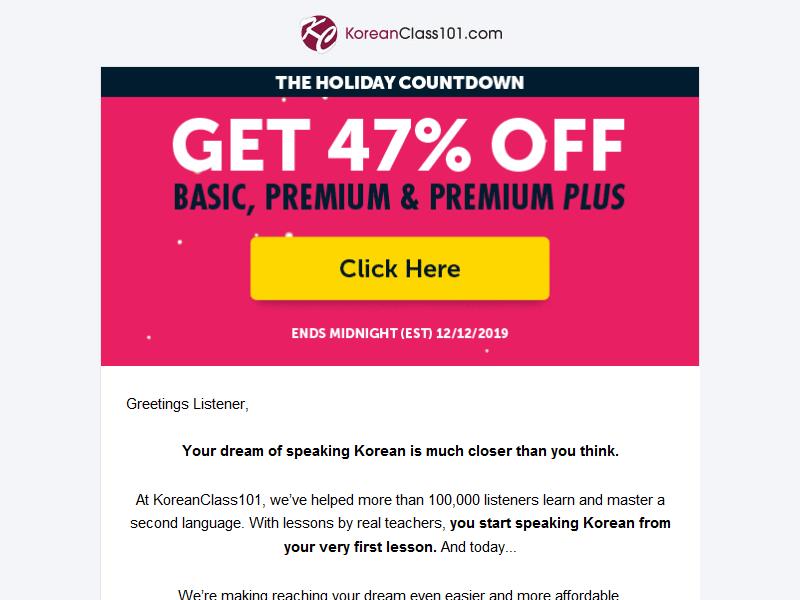 KoreanClass101.com
THE HOLIDAY COUNTDOWN
GET 47% OFF
BASIC, PREMIUM & PREMIUM PLUS
Click Here
ENDS MIDNIGHT (EST) 12/12/2019
Greetings Listener,
Your dream of speaking Korean is much closer than you think.
At KoreanClass101, we’ve helped more than 100,000 listeners learn and master a
second language. With lessons by real teachers, you start speaking Korean from
your very first lesson. And today...
We’re making reaching your dream even easier and more affordable